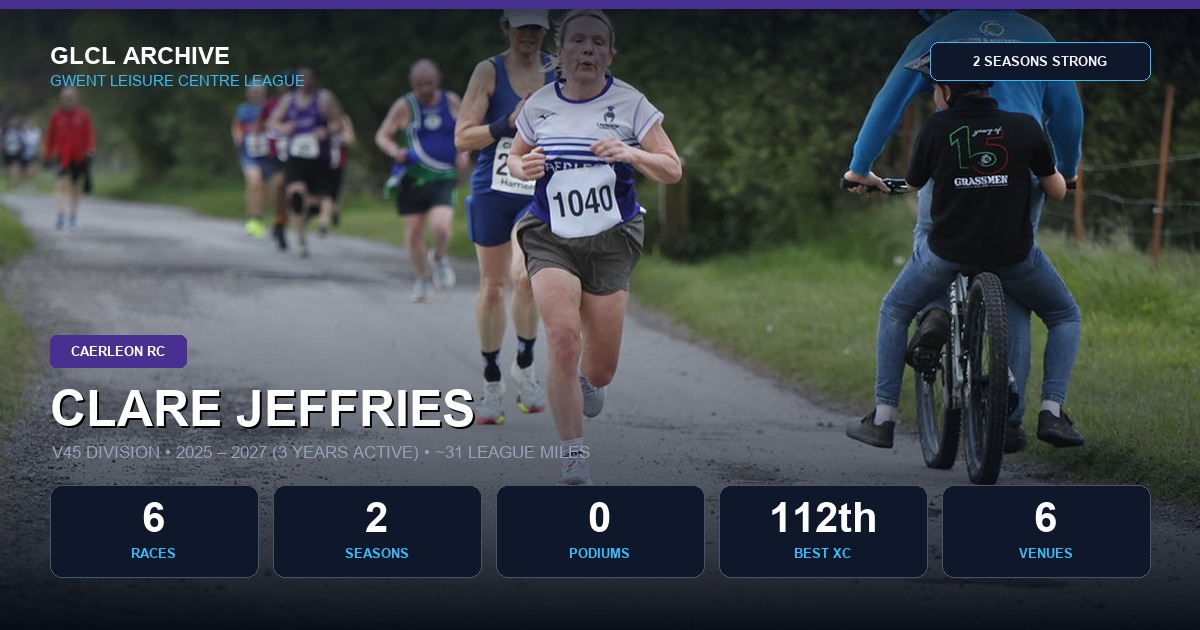 GLCL ARCHIVE
GWENT LEISURE CENTRE LEAGUE
2 SEASONS STRONG
15
GRASSMEN
1040
CAERLEON RC
CLARE JEFFRIES
V45 DIVISION • 2025 – 2027 (3 YEARS ACTIVE) • ~31 LEAGUE MILES
6
RACES
2
SEASONS
0
PODIUMS
112th
BEST XC
6
VENUES